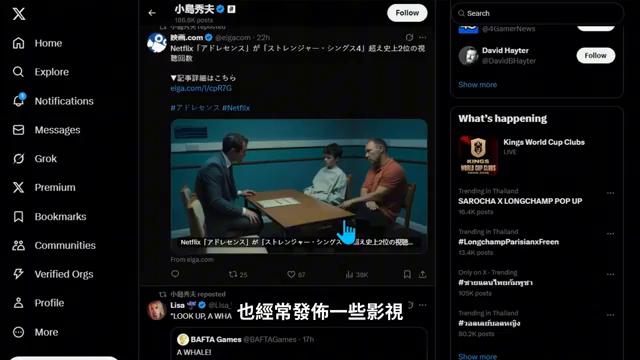 小島秀夫
186.6K posts
Follow
Search
Home
Explore
1
Notifications
Messages
Grok
Premium
Bookmarks
Communities
Verified Orgs
Profile
More
小島秀夫 reposted
映画.com @eigacom · 22h
Netflix「アドレセンス」が「ストレンジャー・シングス4」超え史上2位の視
聴回数
▼記事詳細はこちら
eiga.com/l/cpR7G
#アドレセンス #Netflix
Netflix「アドレセンス」が「ストレンジャー・シングス
超え史上2位の視聴...
From eiga.com
25
67
38K
小島秀夫 reposted
Lisa
"LOOK UP, A WHA
也經常發佈一些影視
BAFTA Games @BAFTAGames · 17h
A WHALE!
@4GamerNews
David Hayter
@DavidBHayter
Follow
Show more
What's happening
Kings World Cup Clubs
LIVE
KINGS
Trending in Thailand
SAROCHA X LONGCHAMP POP UP
16.4K posts
Trending in Thailand
#LongchampParisianxFreen
13.4K posts
Only on X · Trending
#ชายแดนไทยกัมพูชา
105K posts
Trending in Thailand
#วอลเลย์บอลหญิง
80.2K posts
Show more